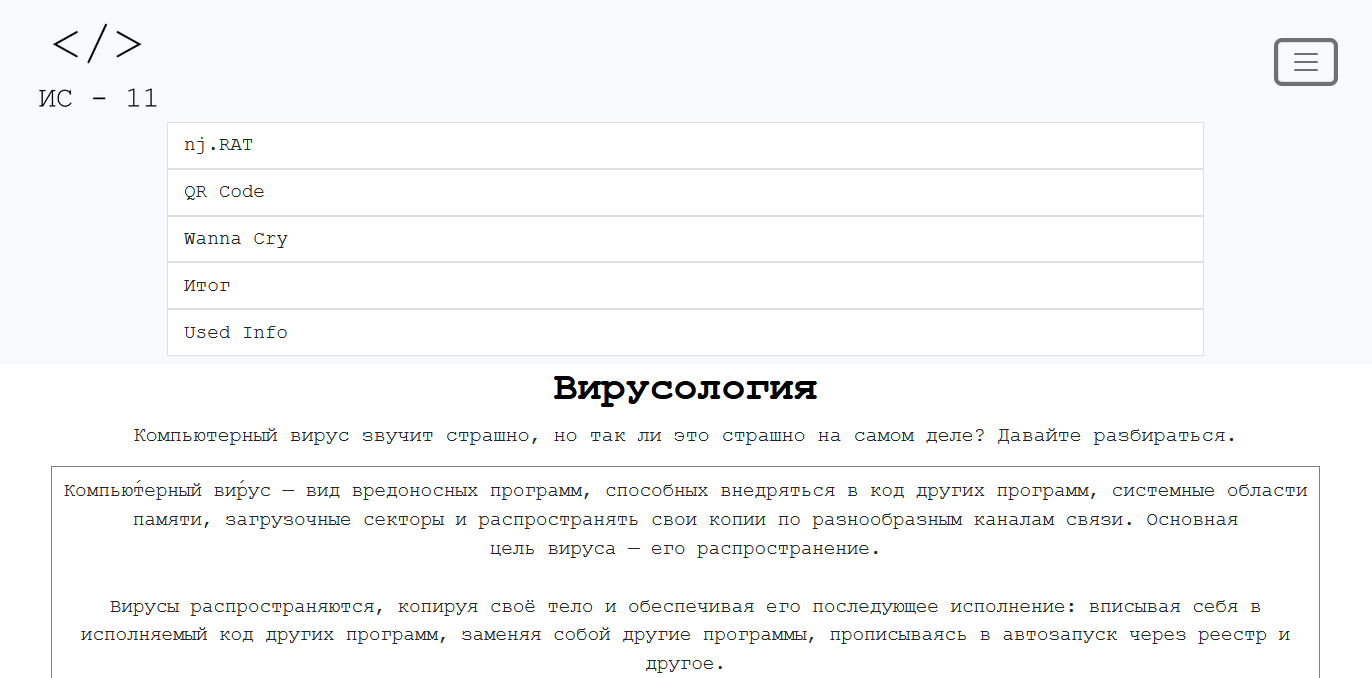 </>
ИС - 11
nj.RAT
QR Code
Wanna Cry
Итог
Used Info
Вирусология
Компьютерный вирус звучит страшно, но так ли это страшно на самом деле? Давайте разбираться.
Компью́терный ви́рус — вид вредоносных программ, способных внедряться в код других программ, системные области
памяти, загрузочные секторы и распространять свои копии по разнообразным каналам связи. Основная
цель вируса — его распространение.
Вирусы распространяются, копируя своё тело и обеспечивая его последующее исполнение: вписывая себя в
исполняемый код других программ, заменяя собой другие программы, прописываясь в автозапуск через реестр и
другое.